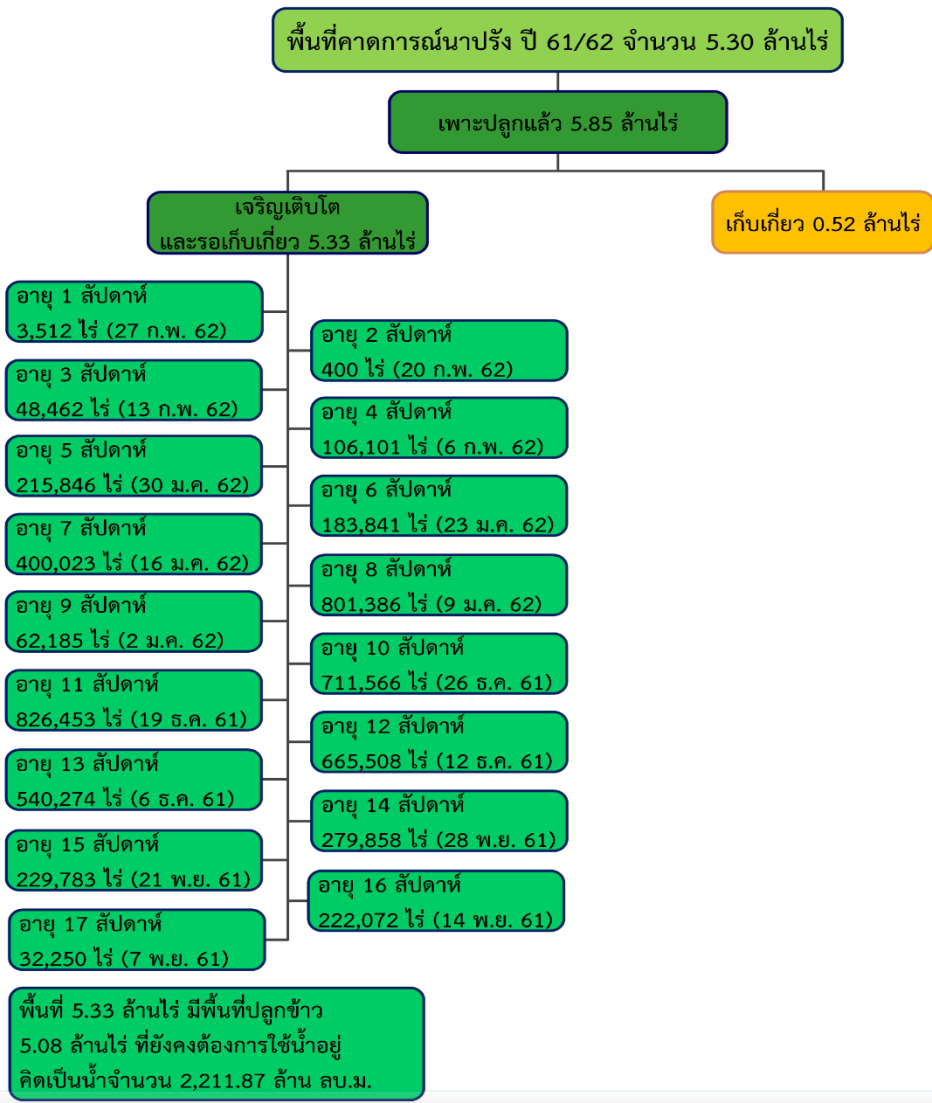 พื้นที่คาดการณ์นาปรัง ปี 61/62 จำนวน 5.30 ล้านไร่
เพาะปลูกแล้ว 5.85 ล้านไร่
เจริญเติบโต
และรอเก็บเกี่ยว 5.33 ล้านไร่
เก็บเกี่ยว 0.52 ล้านไร่
อายุ 1 สัปดาห์
3,512 ไร่ (27 ก.พ. 62)
อายุ 2 สัปดาห์
400 ไร่ (20 ก.พ. 62)
อายุ 3 สัปดาห์
48,462 ไร่ (13 ก.พ. 62)
อายุ 4 สัปดาห์
106,101 ไร่ (6 ก.พ. 62)
อายุ 5 สัปดาห์
215,846 ไร่ (30 ม.ค. 62)
อายุ 6 สัปดาห์
183,841 ไร่ (23 ม.ค. 62)
อายุ 7 สัปดาห์
400,023 ไร่ (16 ม.ค. 62)
อายุ 8 สัปดาห์
801,386 ไร่ (9 ม.ค. 62)
อายุ 9 สัปดาห์
62,185 ไร่ (2 ม.ค. 62)
อายุ 10 สัปดาห์
711,566 ไร่ (26 ธ.ค. 61)
อายุ 11 สัปดาห์
826,453 ไร่ (19 ธ.ค. 61)
อายุ 12 สัปดาห์
665,508 ไร่ (12 ธ.ค. 61)
อายุ 13 สัปดาห์
540,274 ไร่ (6 ธ.ค. 61)
อายุ 14 สัปดาห์
279,858 ไร่ (28 พ.ย. 61)
อายุ 15 สัปดาห์
229,783 ไร่ (21 พ.ย. 61)
อายุ 16 สัปดาห์
222,072 ไร่ (14 พ.ย. 61)
อายุ 17 สัปดาห์
32,250 ไร่ (7 พ.ย. 61)
พื้นที่ 5.33 ล้านไร่ มีพื้นที่ปลูกข้าว
5.08 ล้านไร่ ที่ยังคงต้องการใช้น้ำอยู่
คิดเป็นน้ำจำนวน 2,211.87 ล้าน ลบ.ม.